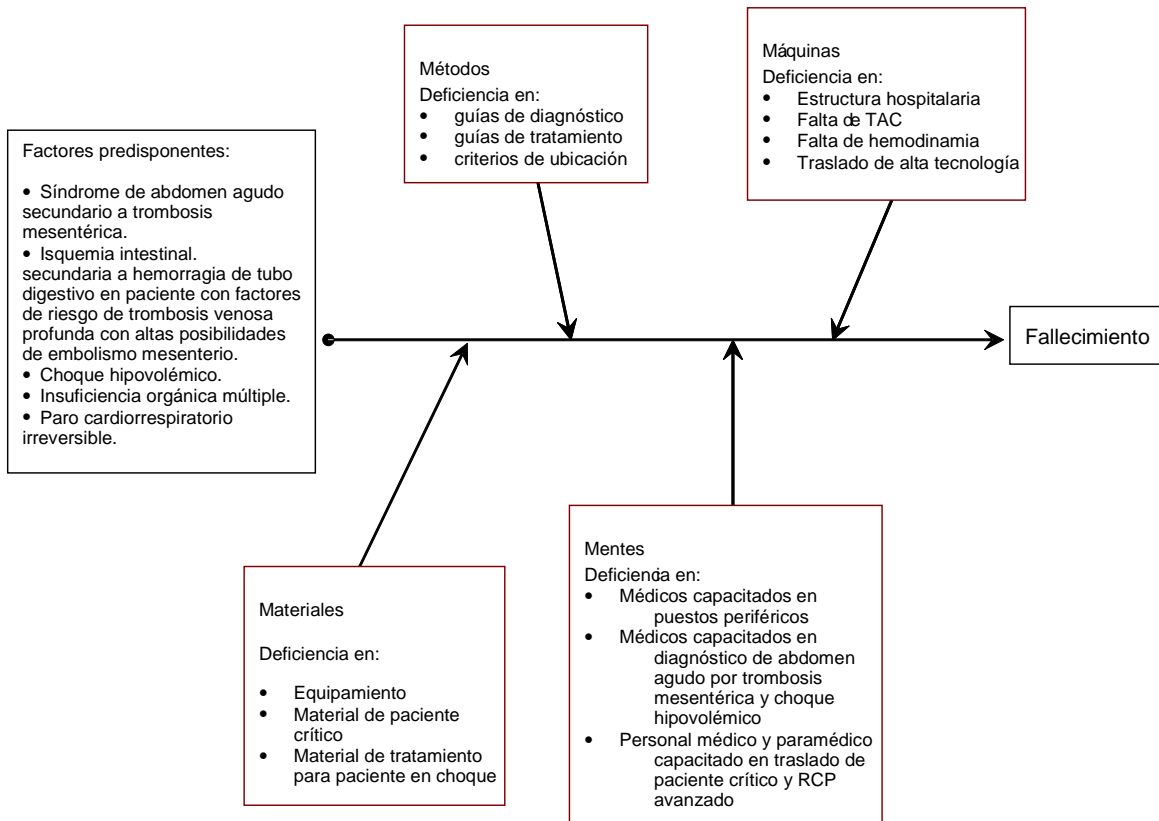 Factores predisponentes:
• Síndrome de abdomen agudo
secundario a trombosis
mesentérica.
• Isquemia intestinal.
secundaria a hemorragia de tubo
digestivo en paciente con factores
de riesgo de trombosis venosa
profunda con altas posibilidades
de embolismo mesenterio.
• Choque hipovolémico.
• Insuficiencia orgánica múltiple.
• Paro cardiorrespiratorio
irreversible.
Métodos
Deficiencia en:
• guías de diagnóstico
• guías de tratamiento
• criterios de ubicación
Máquinas
Deficiencia en:
• Estructura hospitalaria
• Falta de TAC
• Falta de hemodinamia
• Traslado de alta tecnología
Fallecimiento
Materiales
Deficiencia en:
• Equipamiento
• Material de paciente
crítico
• Material de tratamiento
para paciente en choque
Mentes
Deficiencia en:
• Médicos capacitados en
puestos periféricos
• Médicos capacitados en
diagnóstico de abdomen
agudo por trombosis
mesentérica y choque
hipovolémico
• Personal médico y paramédico
capacitado en traslado de
paciente crítico y RCP
avanzado